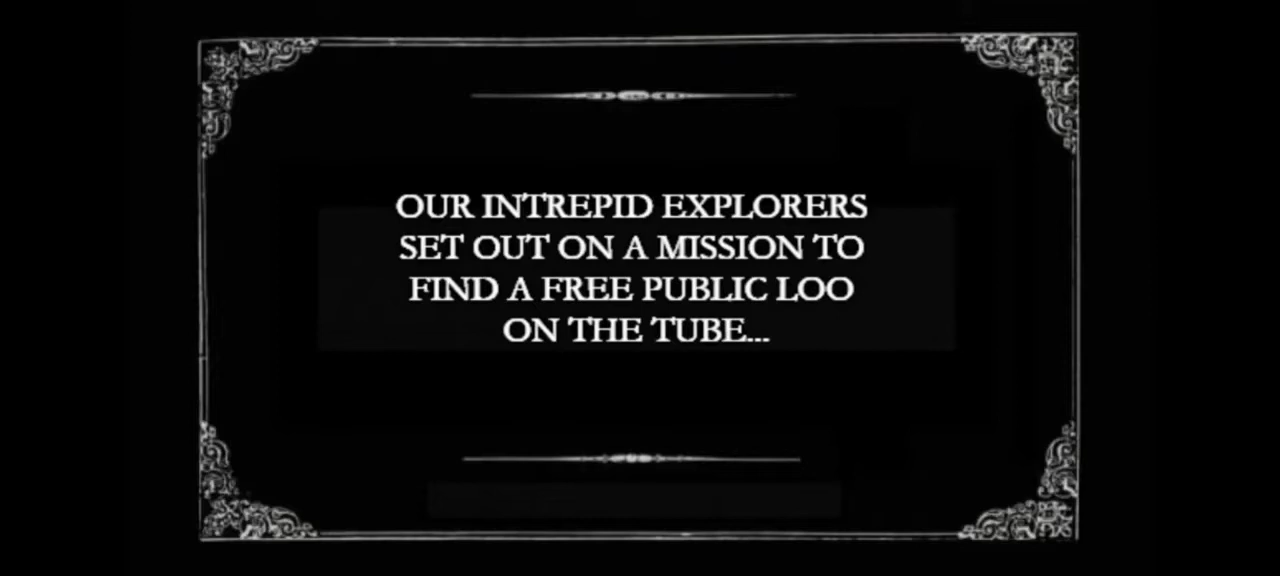 OUR INTREPID EXPLORERS
SET OUT ON A MISSION TO
FIND A FREE PUBLIC LOO
ON THE TUBE...